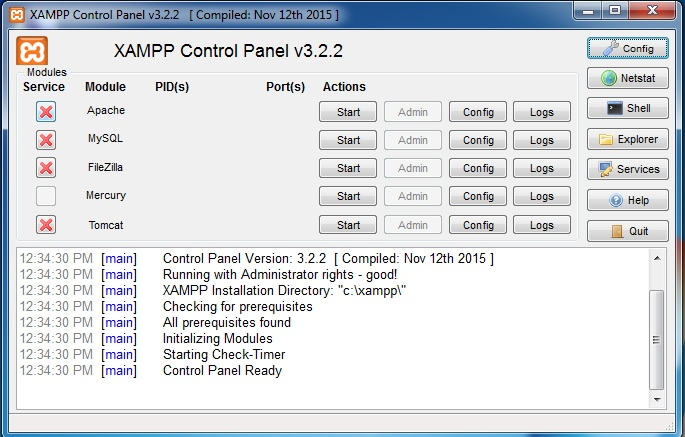 XAMPP Control Panel v3.2.2 [ Compiled: Nov 12th 2015 ]
XAMPP Control Panel v3.2.2
Config
Modules
Service Module PID(s) Port(s) Actions
Netstat
Apache Start Admin Config Logs
Shell
MySQL Start Admin Config Logs
Explorer
FileZilla Start Admin Config Logs
Services
Mercury Start Admin Config Logs
Help
Tomcat Start Admin Config Logs
Quit
12:34:30 PM [main] Control Panel Version: 3.2.2 [ Compiled: Nov 12th 2015 ]
12:34:30 PM [main] Running with Administrator rights - good!
12:34:30 PM [main] XAMPP Installation Directory: "c:\xampp\"
12:34:30 PM [main] Checking for prerequisites
12:34:30 PM [main] All prerequisites found
12:34:30 PM [main] Initializing Modules
12:34:30 PM [main] Starting Check-Timer
12:34:30 PM [main] Control Panel Ready